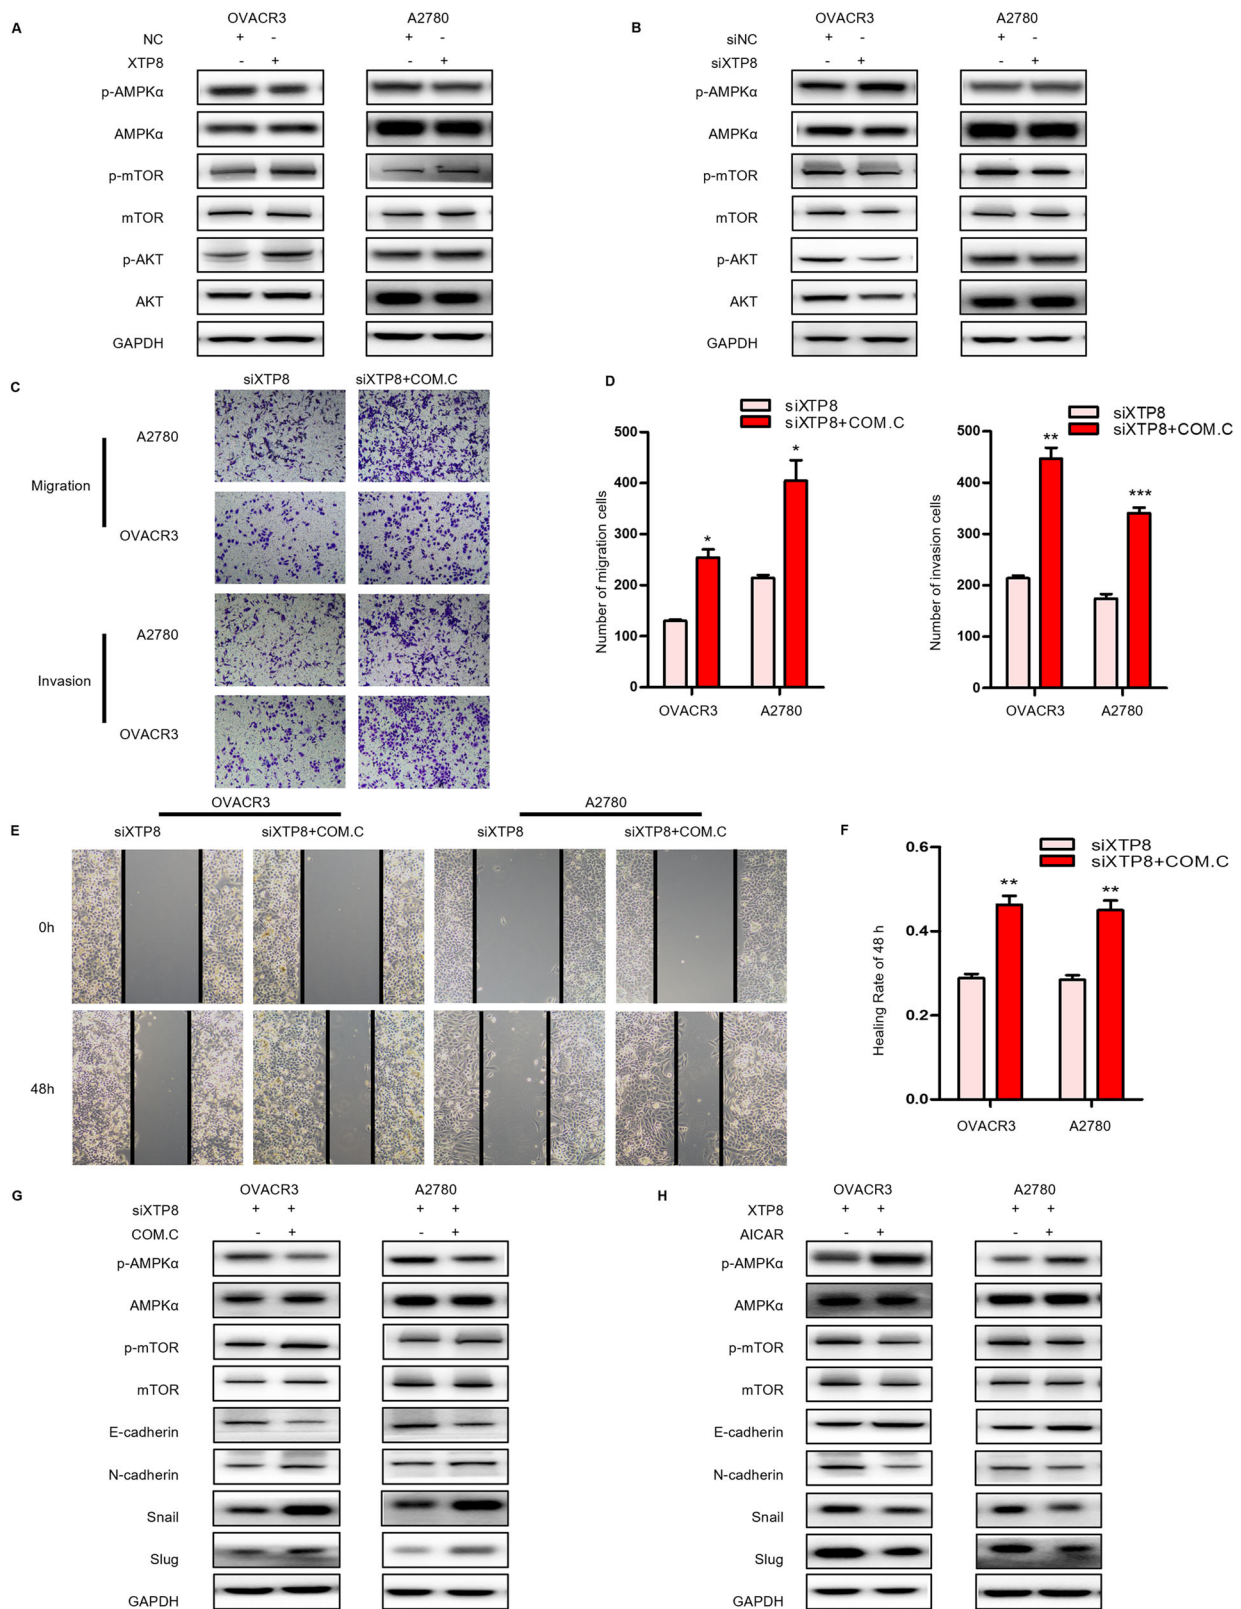 A
OVACR3 A2780
NC + - + -
XTP8 - + - +
p-AMPKα
AMPKα
p-mTOR
mTOR
p-AKT
AKT
GAPDH
B
OVACR3 A2780
siNC + - + -
siXTP8 - + - +
p-AMPKα
AMPKα
p-mTOR
mTOR
p-AKT
AKT
GAPDH
C
siXTP8 siXTP8+COM.C
Migration
A2780
OVACR3
Invasion
A2780
OVACR3
D
siXTP8
siXTP8+COM.C
Number of migration cells
500
400
300
200
100
0
* *
OVACR3 A2780
siXTP8
siXTP8+COM.C
Number of invasion cells
500
400
300
200
100
0
** ***
OVACR3 A2780
E
OVACR3 A2780
siXTP8 siXTP8+COM.C siXTP8 siXTP8+COM.C
0h
48h
F
siXTP8
siXTP8+COM.C
Healing Rate of 48 h
0.6
0.4
0.2
0.0
** **
OVACR3 A2780
G
OVACR3 A2780
siXTP8 + + + +
COM.C - + - +
p-AMPKα
AMPKα
p-mTOR
mTOR
E-cadherin
N-cadherin
Snail
Slug
GAPDH
H
OVACR3 A2780
XTP8 + + + +
AICAR - + - +
p-AMPKα
AMPKα
p-mTOR
mTOR
E-cadherin
N-cadherin
Snail
Slug
GAPDH